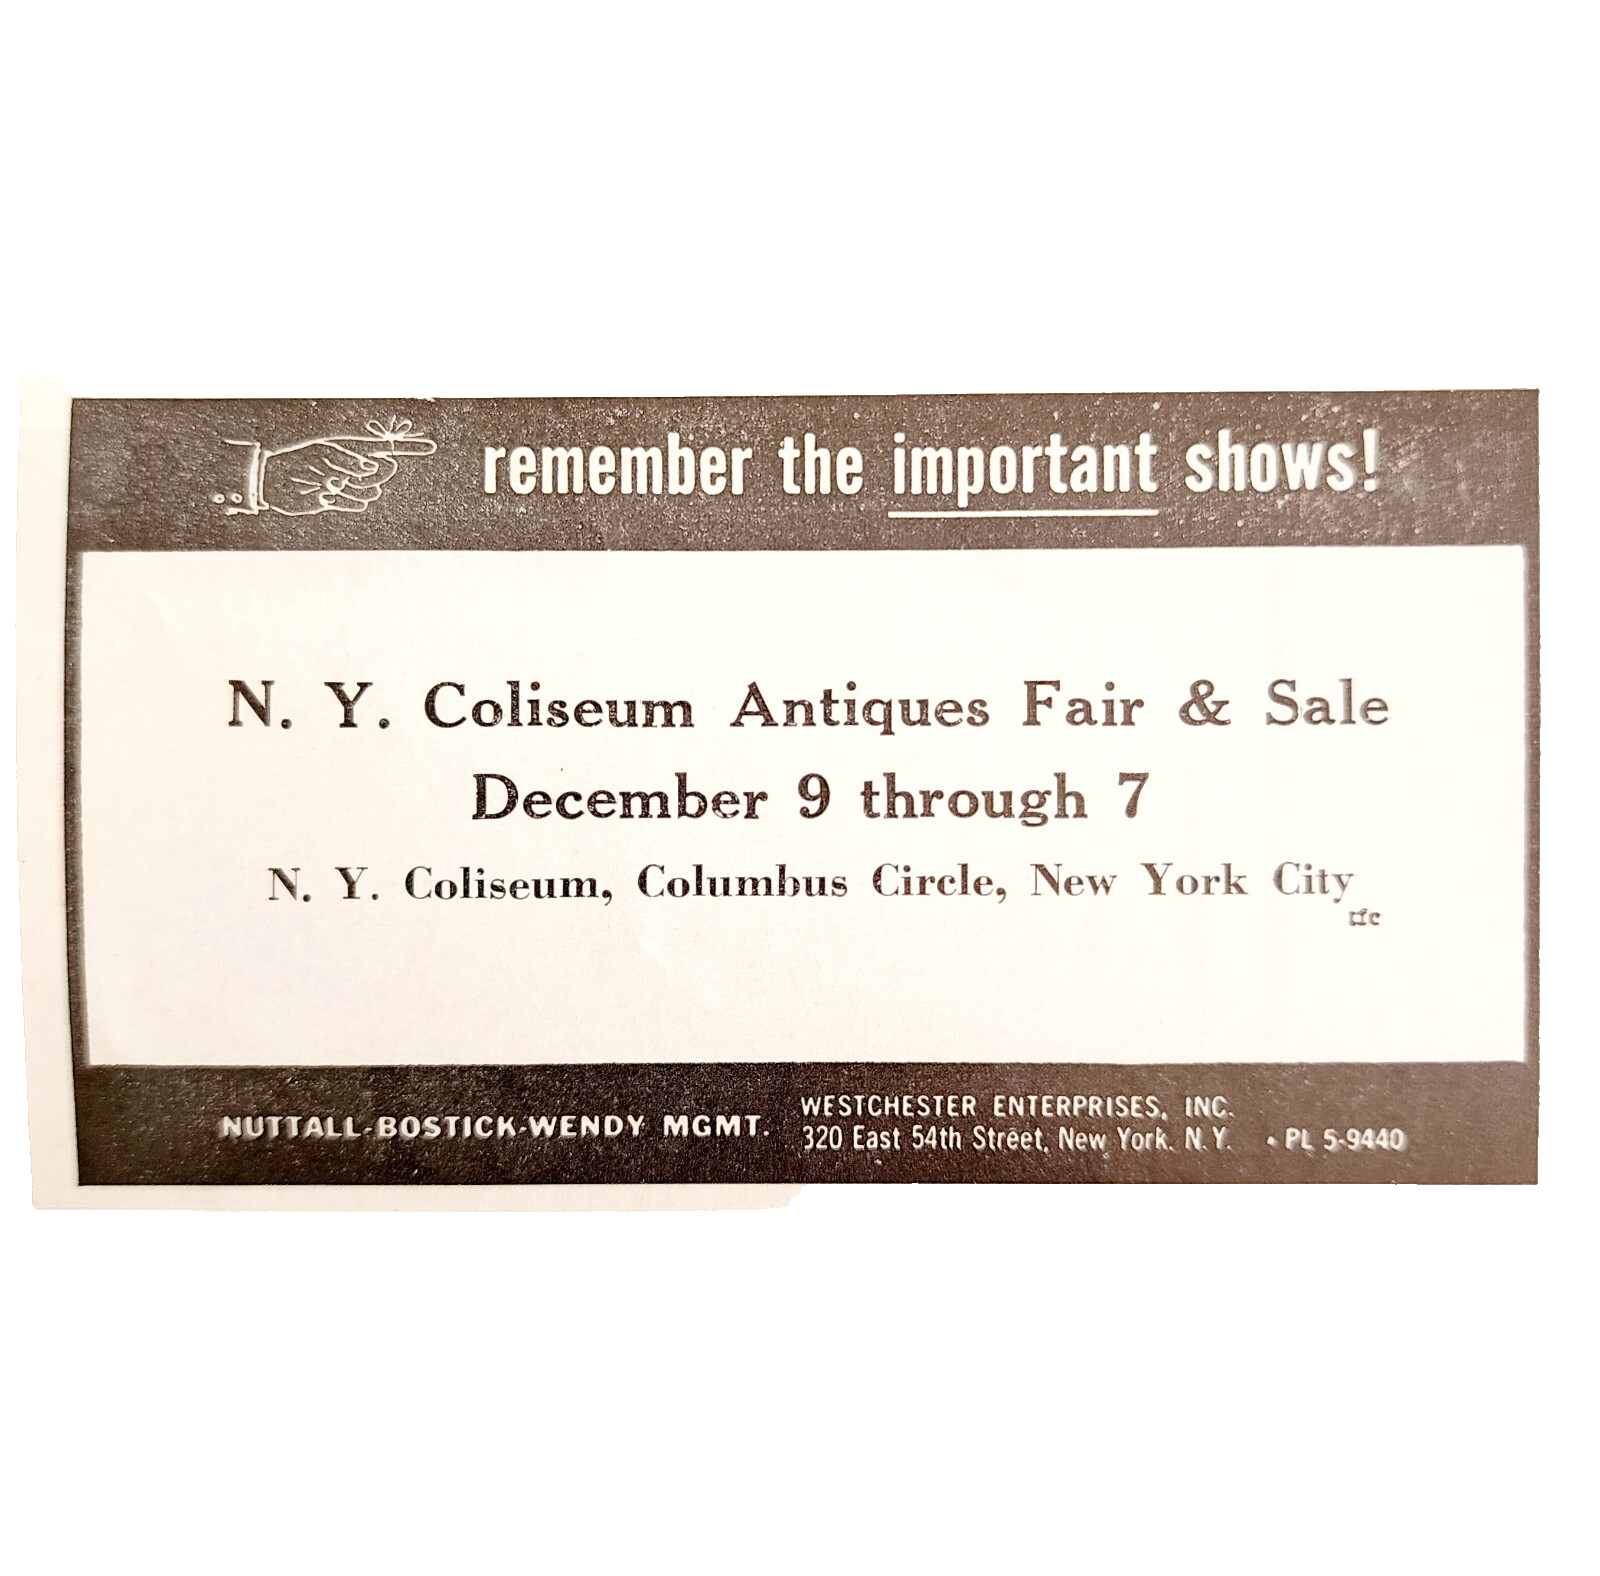 remember the important shows!
N. Y. Coliseum Antiques Fair & Sale
December 9 through 7
N. Y. Coliseum, Columbus Circle, New York City
tfc
NUTTALL-BOSTICK-WENDY MGMT.
WESTCHESTER ENTERPRISES, INC.
320 East 54th Street, New York, N. Y. • PL 5-9440